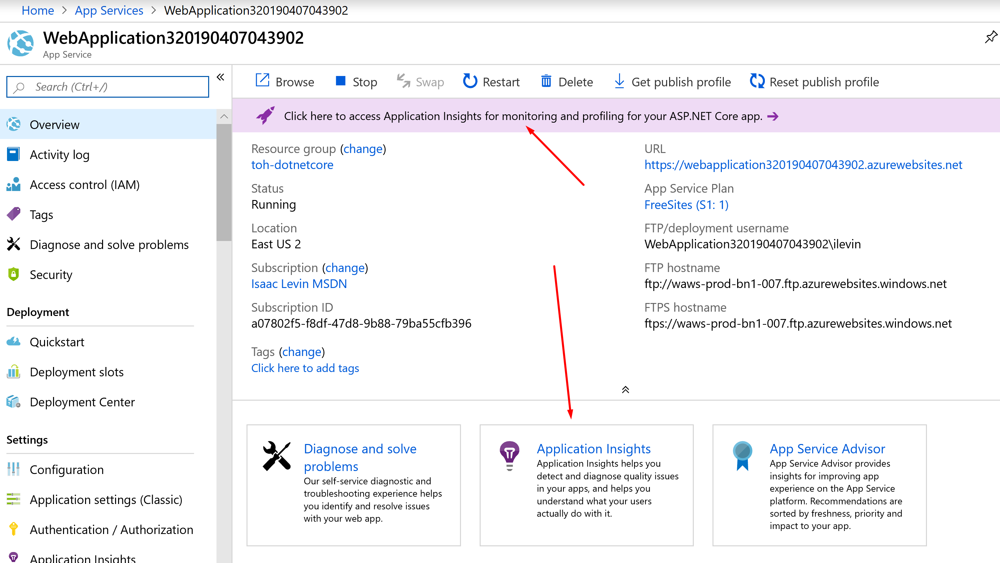 Home > App Services > WebApplication320190407043902
WebApplication320190407043902
App Service
Search (Ctrl+/)
Overview
Activity log
Access control (IAM)
Tags
Diagnose and solve problems
Security
Deployment
Quickstart
Deployment slots
Deployment Center
Settings
Configuration
Application settings (Classic)
Authentication / Authorization
Application Insights
Browse Stop Swap Restart Delete Get publish profile Reset publish profile
Click here to access Application Insights for monitoring and profiling for your ASP.NET Core app.
Resource group (change)
toh-dotnetcore
Status
Running
Location
East US 2
Subscription (change)
Isaac Levin MSDN
Subscription ID
a07802f5-f8df-47d8-9b88-79ba55cfb396
Tags (change)
Click here to add tags
URL
https://webapplication320190407043902.azurewebsites.net
App Service Plan
FreeSites (S1: 1)
FTP/deployment username
WebApplication320190407043902\ilevin
FTP hostname
ftp://waws-prod-bn1-007.ftp.azurewebsites.windows.net
FTPS hostname
ftps://waws-prod-bn1-007.ftp.azurewebsites.windows.net
Diagnose and solve
problems
Our self-service diagnostic and
troubleshooting experience helps
you identify and resolve issues
with your web app.
Application Insights
Application Insights helps you
detect and diagnose quality issues
in your apps, and helps you
understand what your users
actually do with it.
App Service Advisor
App Service Advisor provides
insights for improving app
experience on the App Service
platform. Recommendations are
sorted by freshness, priority and
impact to your app.